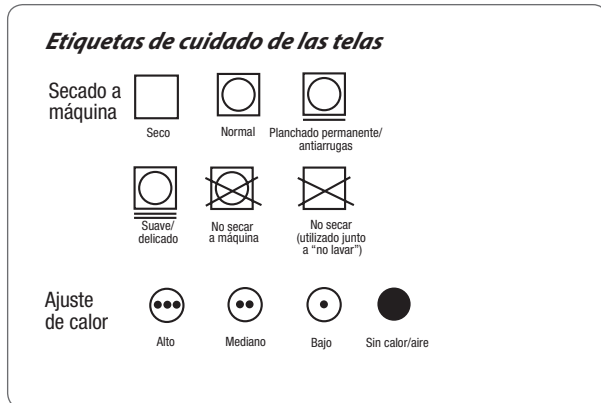 Etiquetas de cuidado de las telas
Secado a
máquina
Seco
Normal
Planchado permanente/
antiarrugas
Suave/
delicado
No secar
a máquina
No secar
(utilizado junto
a “no lavar”)
Ajuste
de calor
Alto
Mediano
Bajo
Sin calor/aire